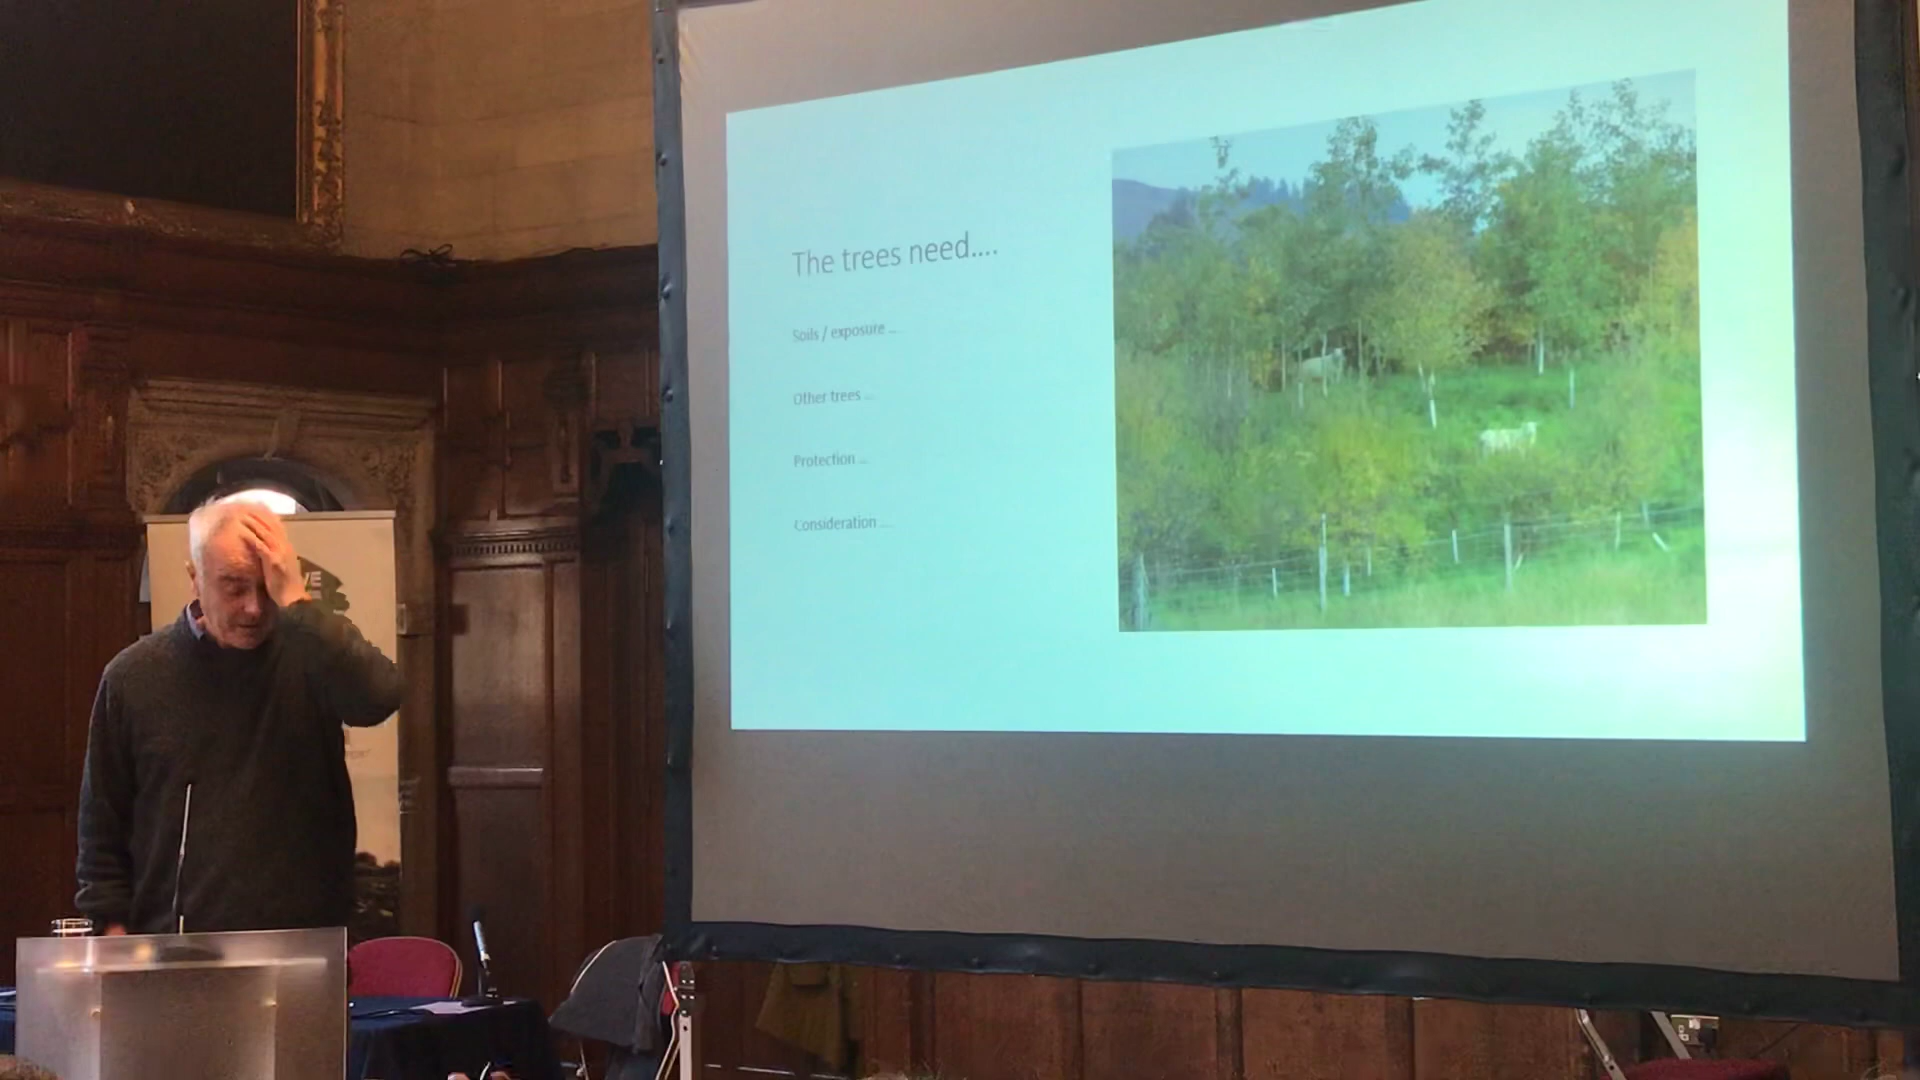 The trees need....
Soils / exposure ....
Other trees ...
Protection ...
Consideration ....